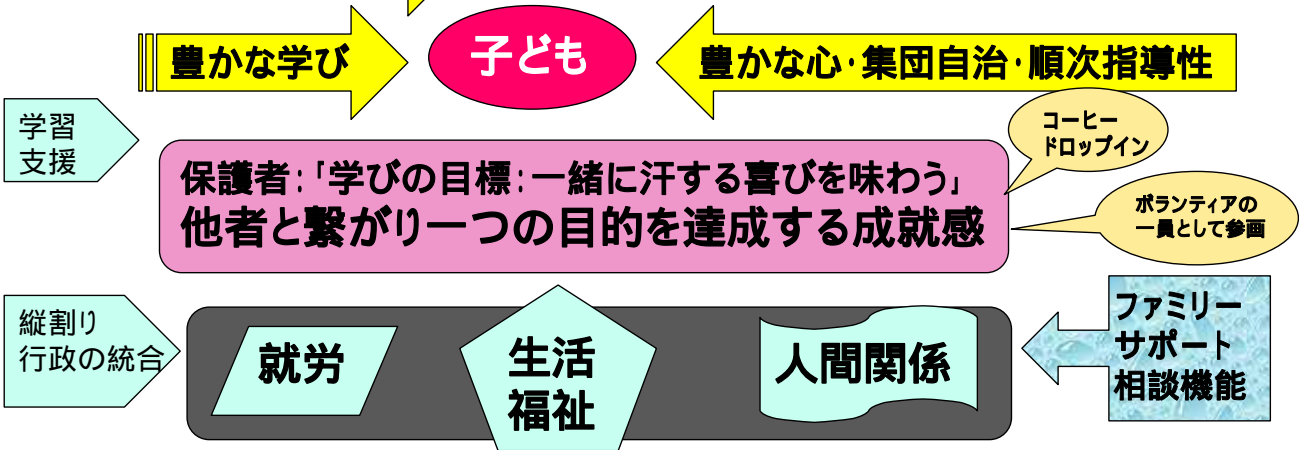 豊かな学び
子ども
豊かな心・集団自治・順次指導性
学習
支援
コーヒー
ドロップイン
保護者:「学びの目標:一緒に汗する喜びを味わう」
他者と繋がり一つの目的を達成する成就感
ボランティアの
一員として参画
縦割り
行政の統合
就労
生活
福祉
人間関係
ファミリー
サポート
相談機能